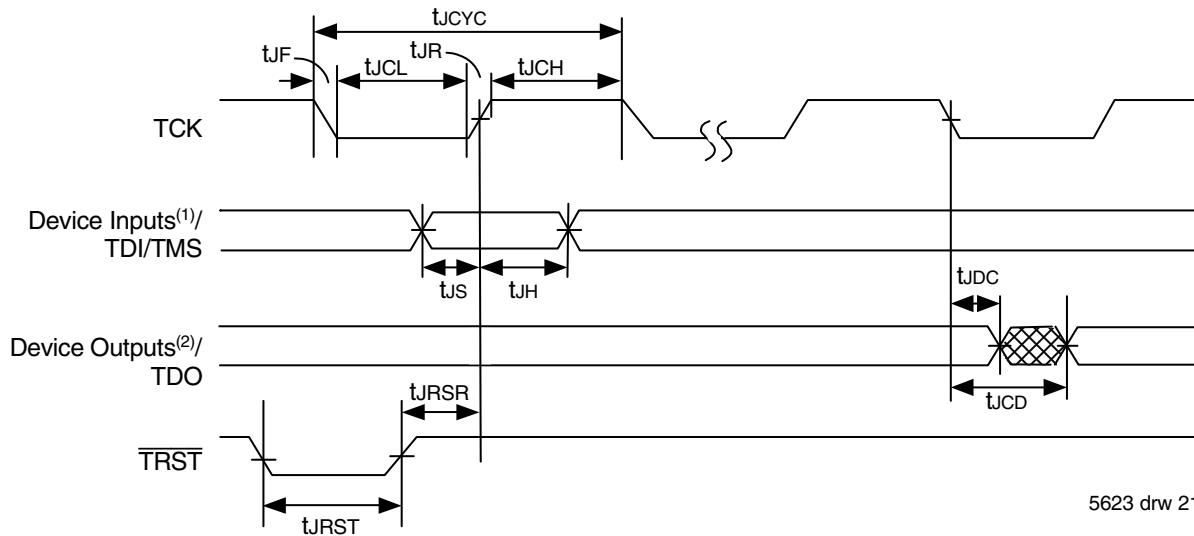 tJCYC
tJF
tJR
tJCL
tJCH
TCK
Device Inputs(1)/
TDI/TMS
tJS
tJH
tJDC
Device Outputs(2)/
TDO
tJRSR
tJCD
TRST
tJRST
5623 drw 21